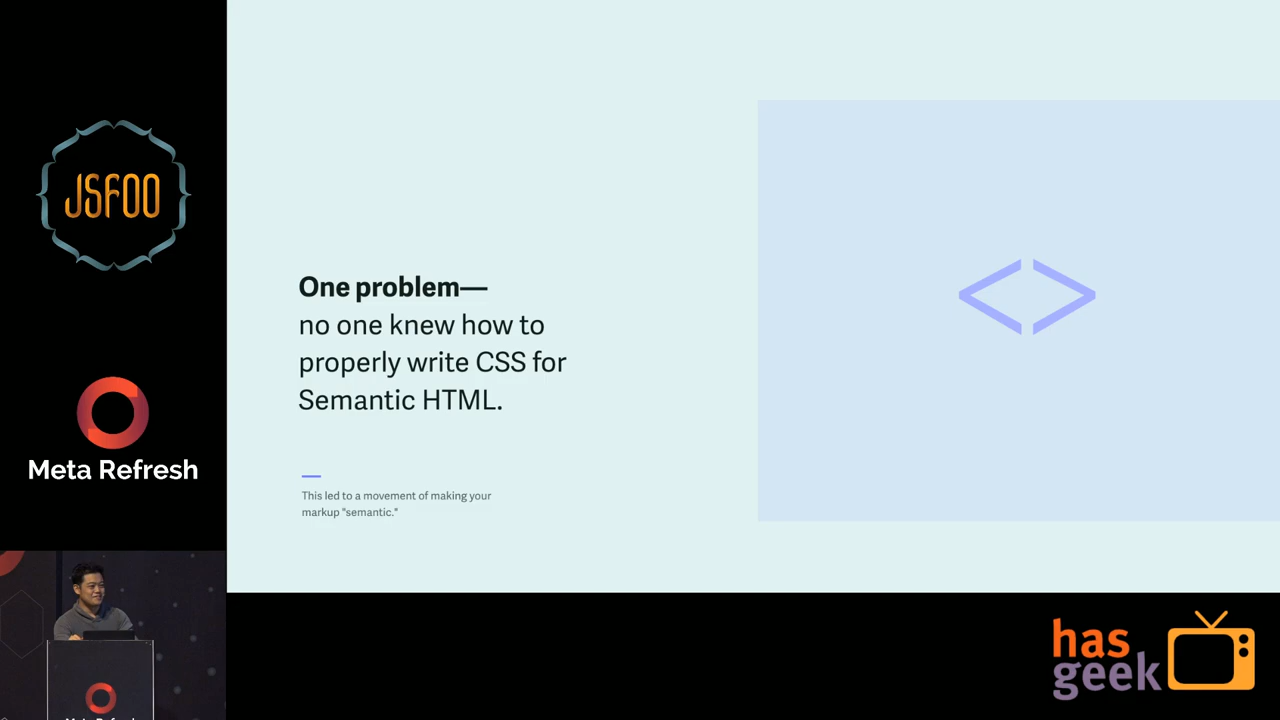 JSFOO
Meta Refresh
One problem—
no one knew how to
properly write CSS for
Semantic HTML.
This led to a movement of making your
markup "semantic."
<>
has
geek